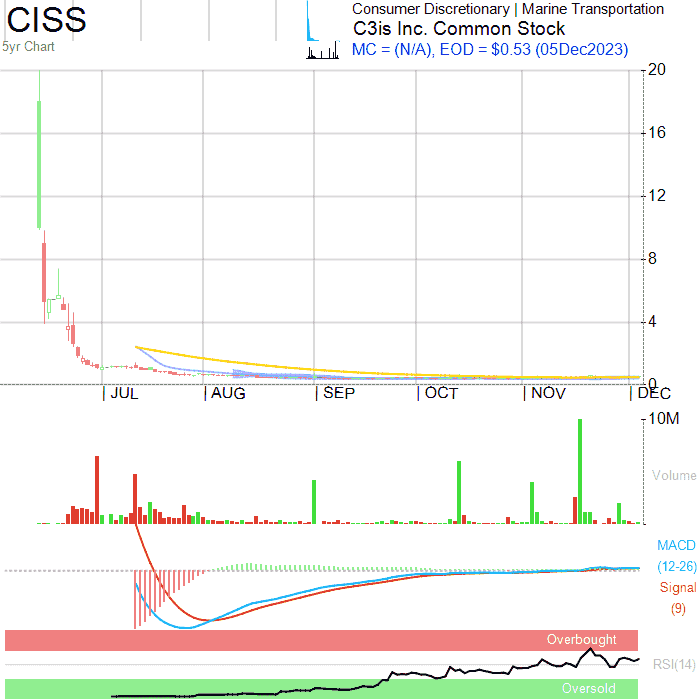 CISS
5yr Chart
Consumer Discretionary | Marine Transportation
C3is Inc. Common Stock
MC = (N/A), EOD = $0.53 (05Dec2023)
20
16
12
8
4
0
JUL AUG SEP OCT NOV DEC
10M
Volume
MACD
(12-26)
Signal
(9)
Overbought
RSI(14)
Oversold